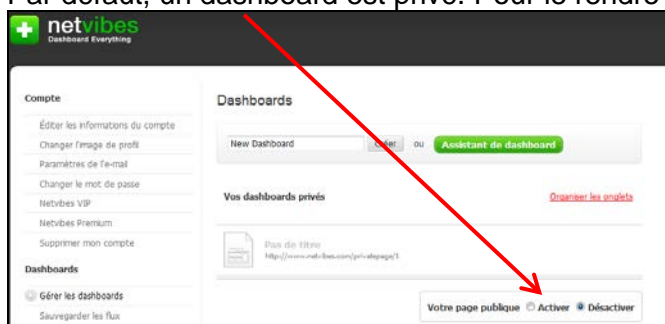 Par défaut, un dashboard est privé. Pour le rendre
netvibes
Dashboard Everything
Compte
Éditer les informations du compte
Changer l'image de profil
Paramètres de l'e-mail
Changer le mot de passe
Netvibes VIP
Netvibes Premium
Supprimer mon compte
Dashboards
Gérer les dashboards
Sauvegarder les flux
Dashboards
New Dashboard Créer ou Assistant de dashboard
Vos dashboards privés Organiser les onglets
Pas de titre
http://www.netvibes.com/privatepage/1
Votre page publique Activer Désactiver